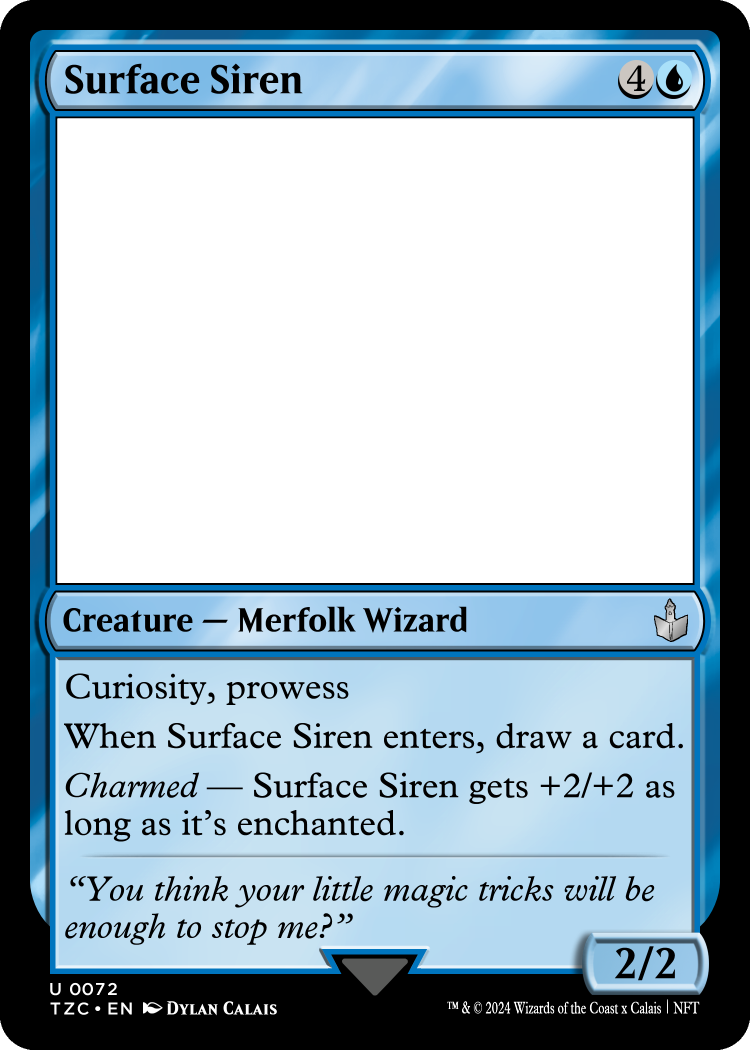 Surface Siren 4
Creature — Merfolk Wizard
Curiosity, prowess
When Surface Siren enters, draw a card.
Charmed — Surface Siren gets +2/+2 as
long as it’s enchanted.
“You think your little magic tricks will be
enough to stop me?”
2/2
U 0072
TZC • EN Dylan Calais
™ & © 2024 Wizards of the Coast x Calais | NFT